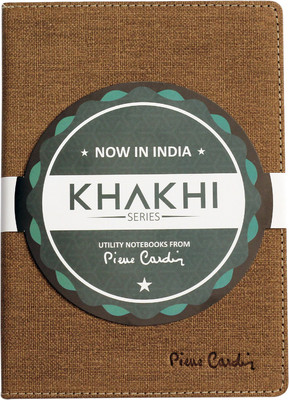 ★ NOW IN INDIA ★
KHAKHI
SERIES
UTILITY NOTEBOOKS FROM
Pierre Cardin
★
Pierre Cardin